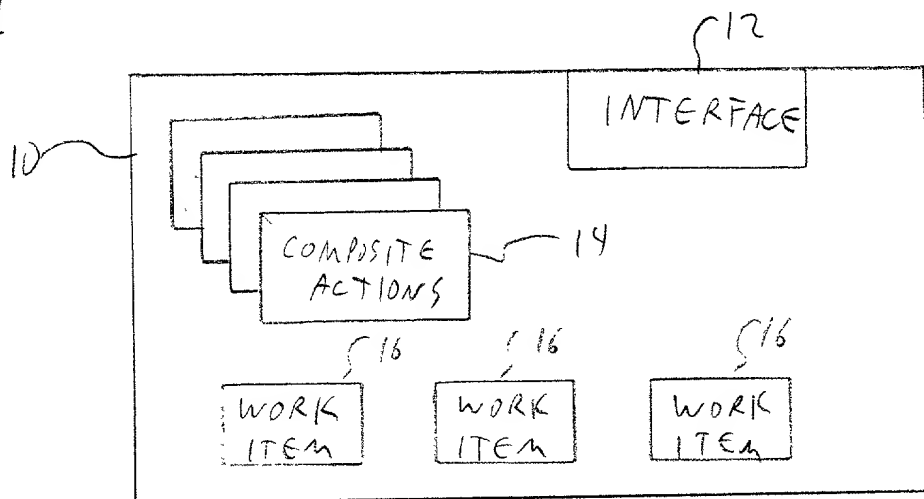 12
INTERFACE
10
COMPOSITE
ACTIONS
14
16
16
16
WORK
ITEM
WORK
ITEM
WORK
ITEM